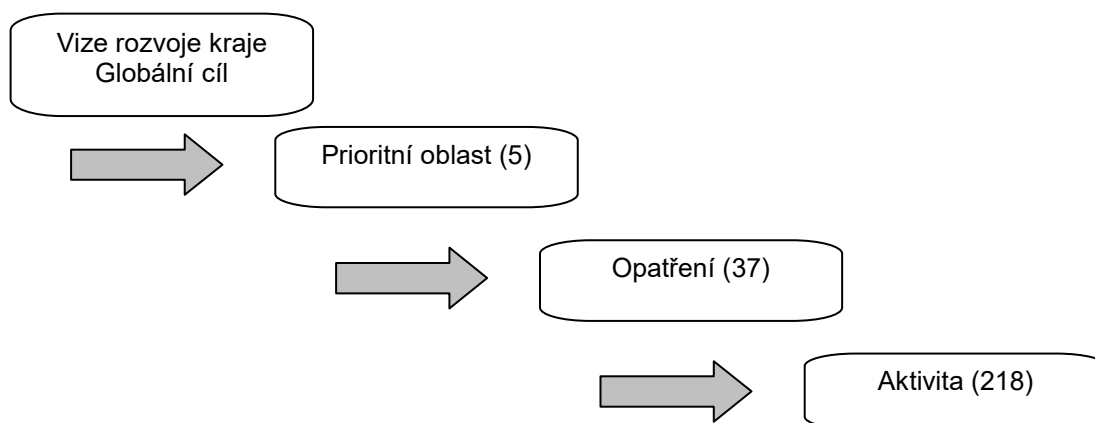 Vize rozvoje kraje
Globální cíl
Prioritní oblast (5)
Opatření (37)
Aktivita (218)